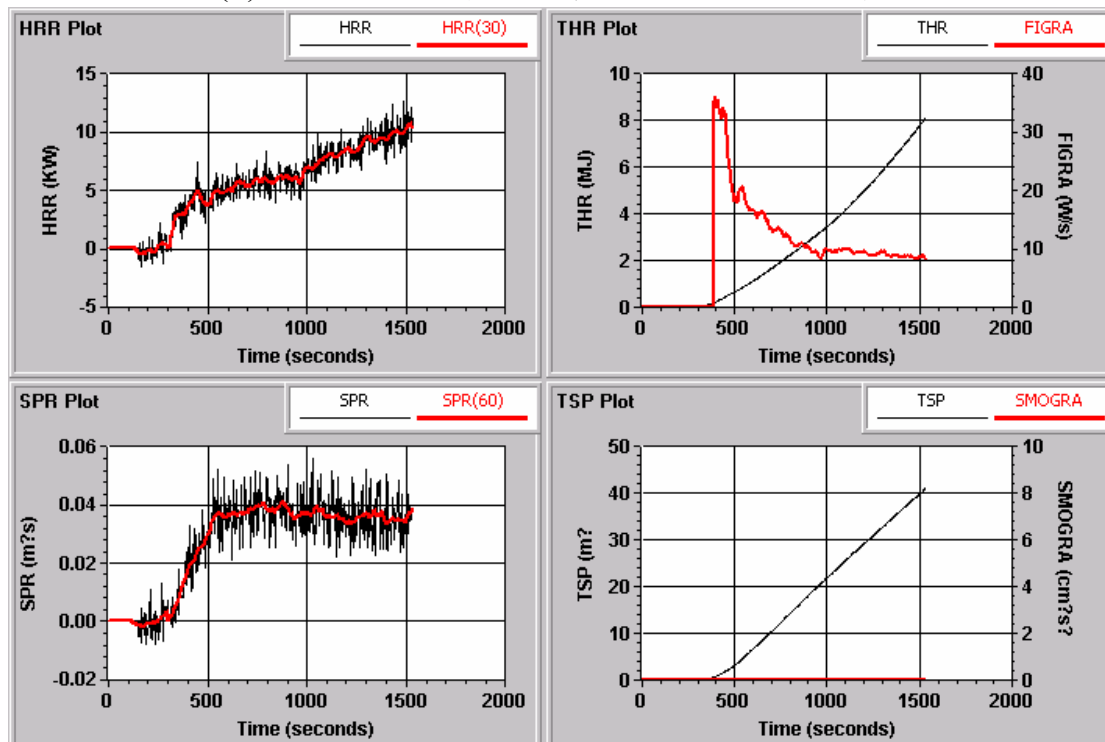 HRR Plot
HRR HRR(30)
15
10
5
0
-5
HRR (KW)
0 500 1000 1500 2000
Time (seconds)
THR Plot
THR FIGRA
10
8
6
4
2
0
THR (MJ)
40
30
20
10
0
FIGRA (W/s)
0 500 1000 1500 2000
Time (seconds)
SPR Plot
SPR SPR(60)
0.06
0.04
0.02
0.00
-0.02
SPR (m?s)
0 500 1000 1500 2000
Time (seconds)
TSP Plot
TSP SMOGRA
50
40
30
20
10
0
TSP (m?
10
8
6
4
2
0
SMOGRA (cm?s?
0 500 1000 1500 2000
Time (seconds)